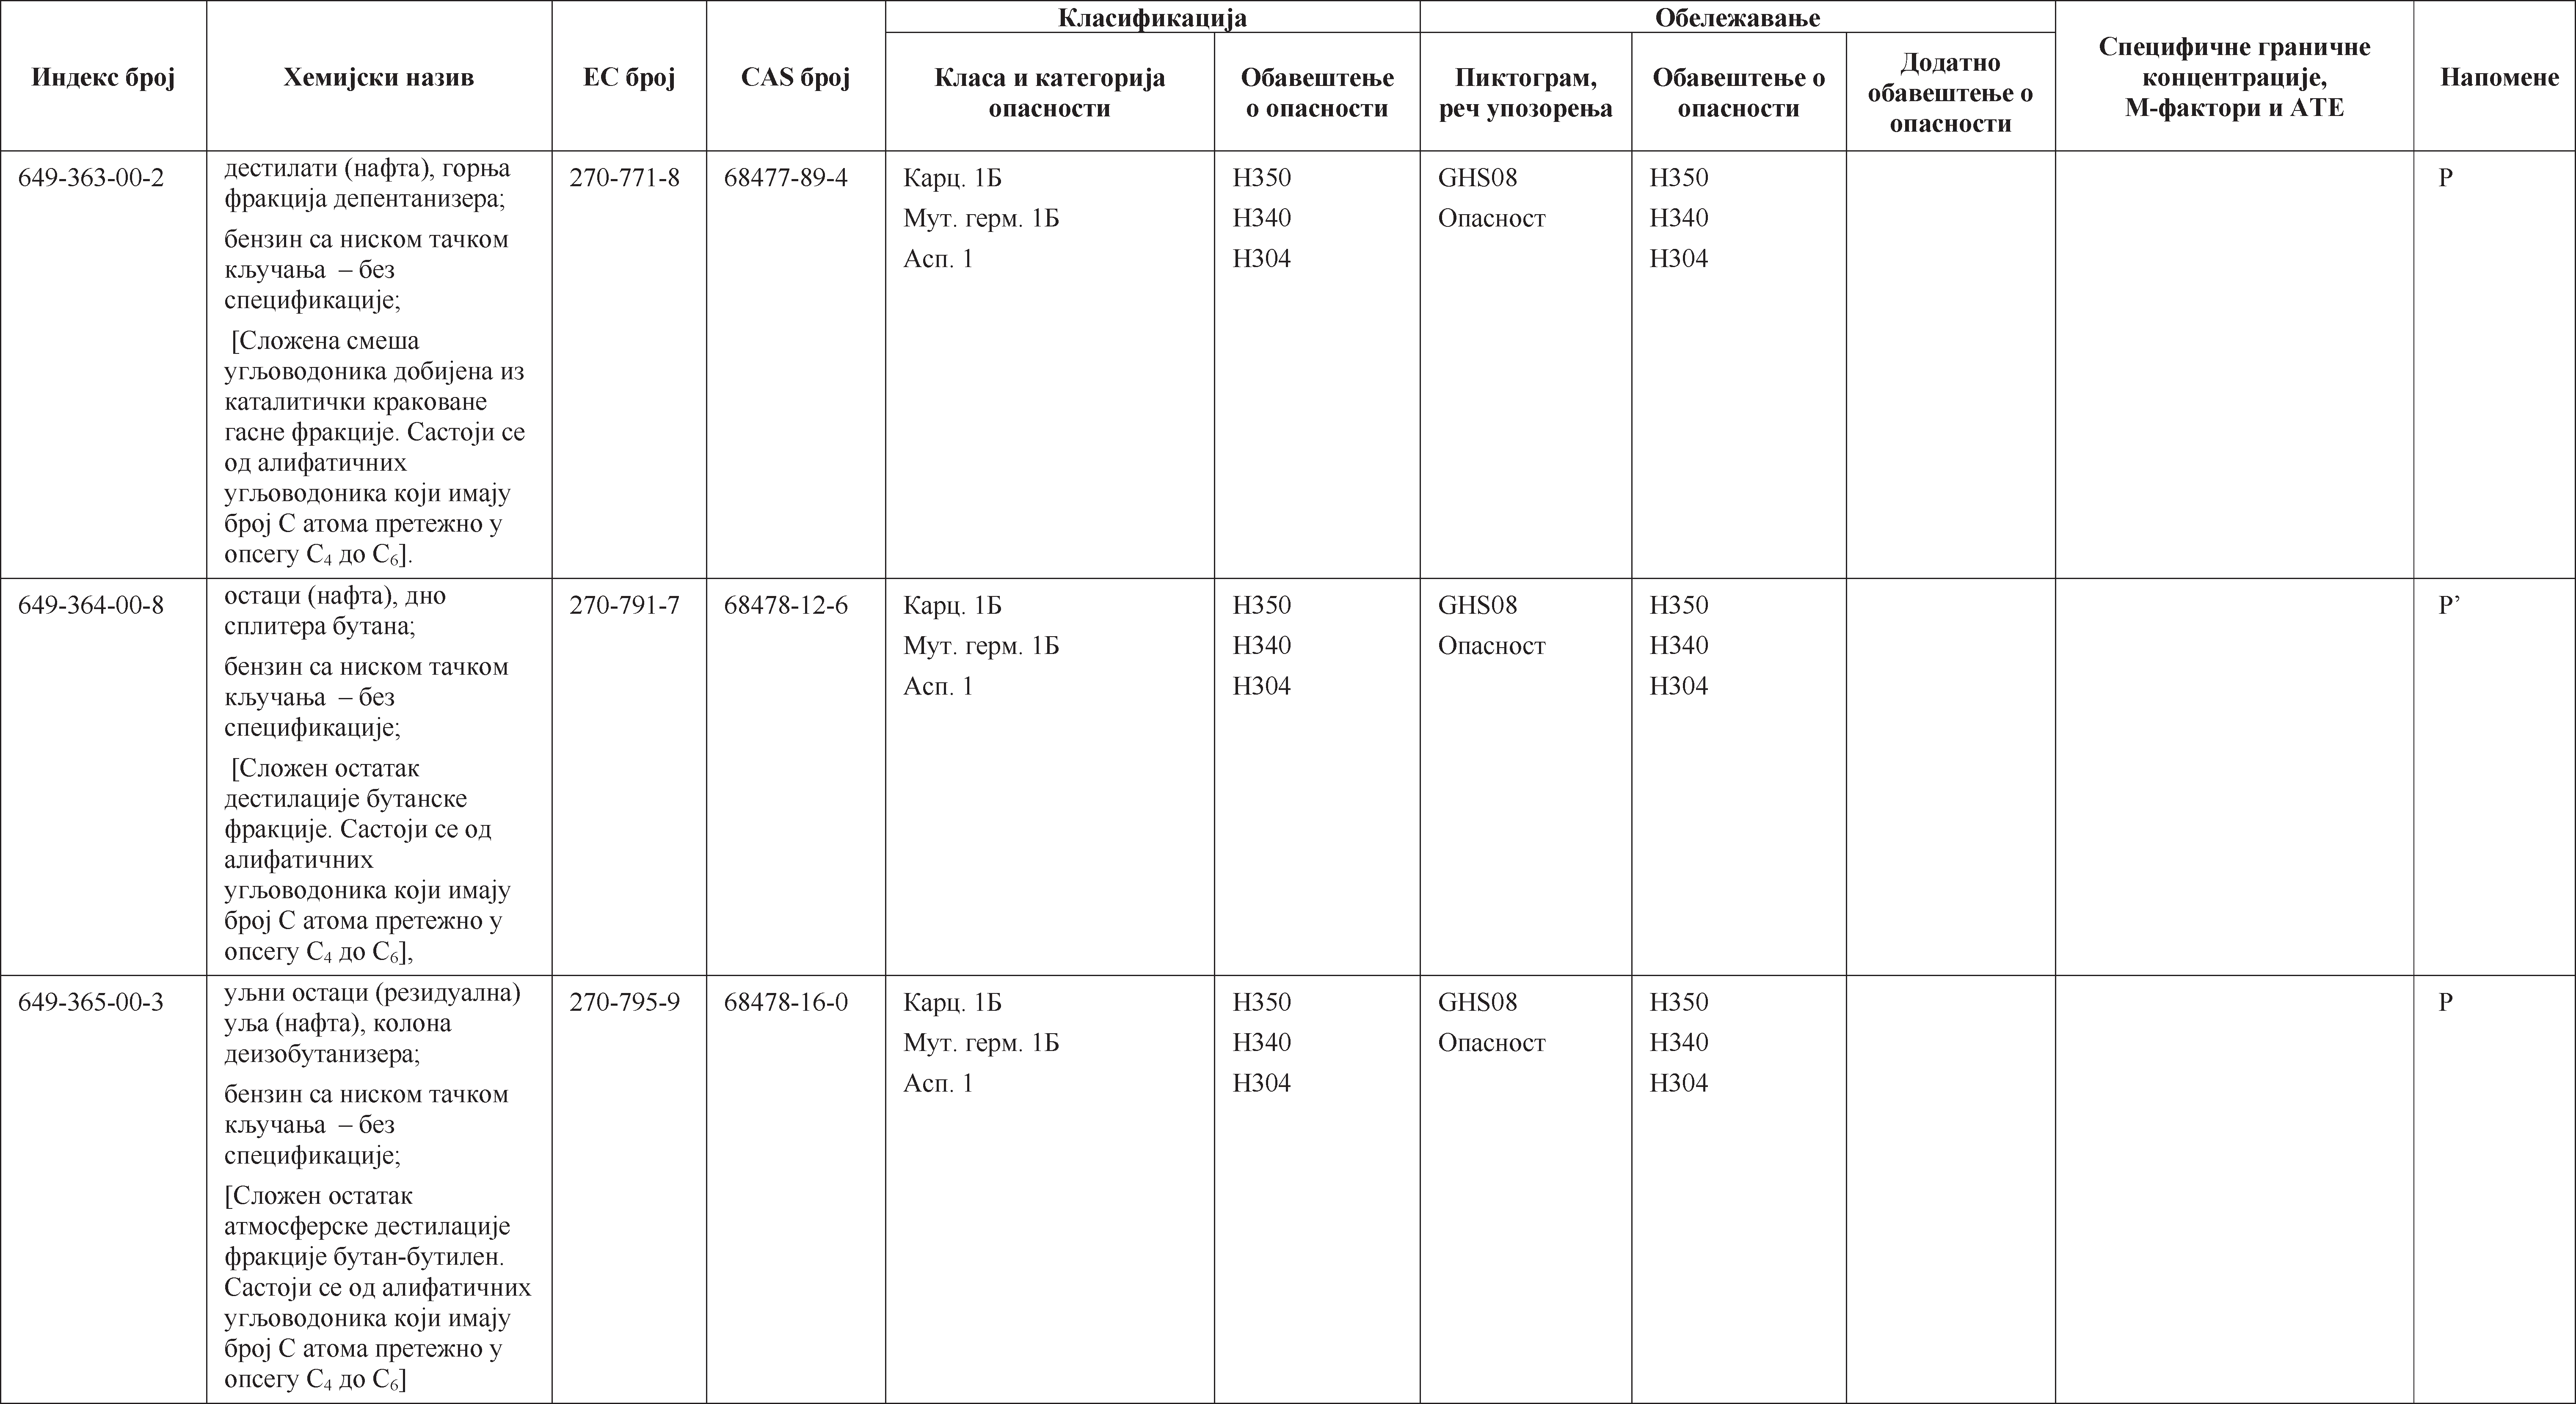 Индекс број
Хемијски назив
ЕС број
CAS број
Класификација
Обележавање
Класа и категорија
опасности
Обавештење
о опасности
Пиктограм,
реч упозорења
Обавештење о
опасности
Додатно
обавештење о
опасности
Специфичне граничне
концентрације,
М-фактори и АТЕ
Напомене
649-363-00-2
дестилати (нафта), горња
фракција депентанизера;
бензин са ниском тачком
кључања – без
спецификације;
[Сложена смеша
угљоводоника добијена из
каталитички краковане
гасне фракције. Састоји се
од алифатичних
угљоводоника који имају
број С атома претежно у
опсегу C₄ до C₆].
270-771-8
68477-89-4
Карц. 1Б
Мут. герм. 1Б
Асп. 1
H350
H340
H304
GHS08
Опасност
H350
H340
H304
P
649-364-00-8
остаци (нафта), дно
сплитера бутана;
бензин са ниском тачком
кључања – без
спецификације;
[Сложен остатак
дестилације бутанске
фракције. Састоји се од
алифатичних
угљоводоника који имају
број С атома претежно у
опсегу C₄ до C₆],
270-791-7
68478-12-6
Карц. 1Б
Мут. герм. 1Б
Асп. 1
H350
H340
H304
GHS08
Опасност
H350
H340
H304
P’
649-365-00-3
уљни остаци (резидуална)
уља (нафта), колона
деизобутанизера;
бензин са ниском тачком
кључања – без
спецификације;
[Сложен остатак
атмосферске дестилације
фракције бутан-бутилен.
Састоји се од алифатичних
угљоводоника који имају
број С атома претежно у
опсегу C₄ до C₆]
270-795-9
68478-16-0
Карц. 1Б
Мут. герм. 1Б
Асп. 1
H350
H340
H304
GHS08
Опасност
H350
H340
H304
P